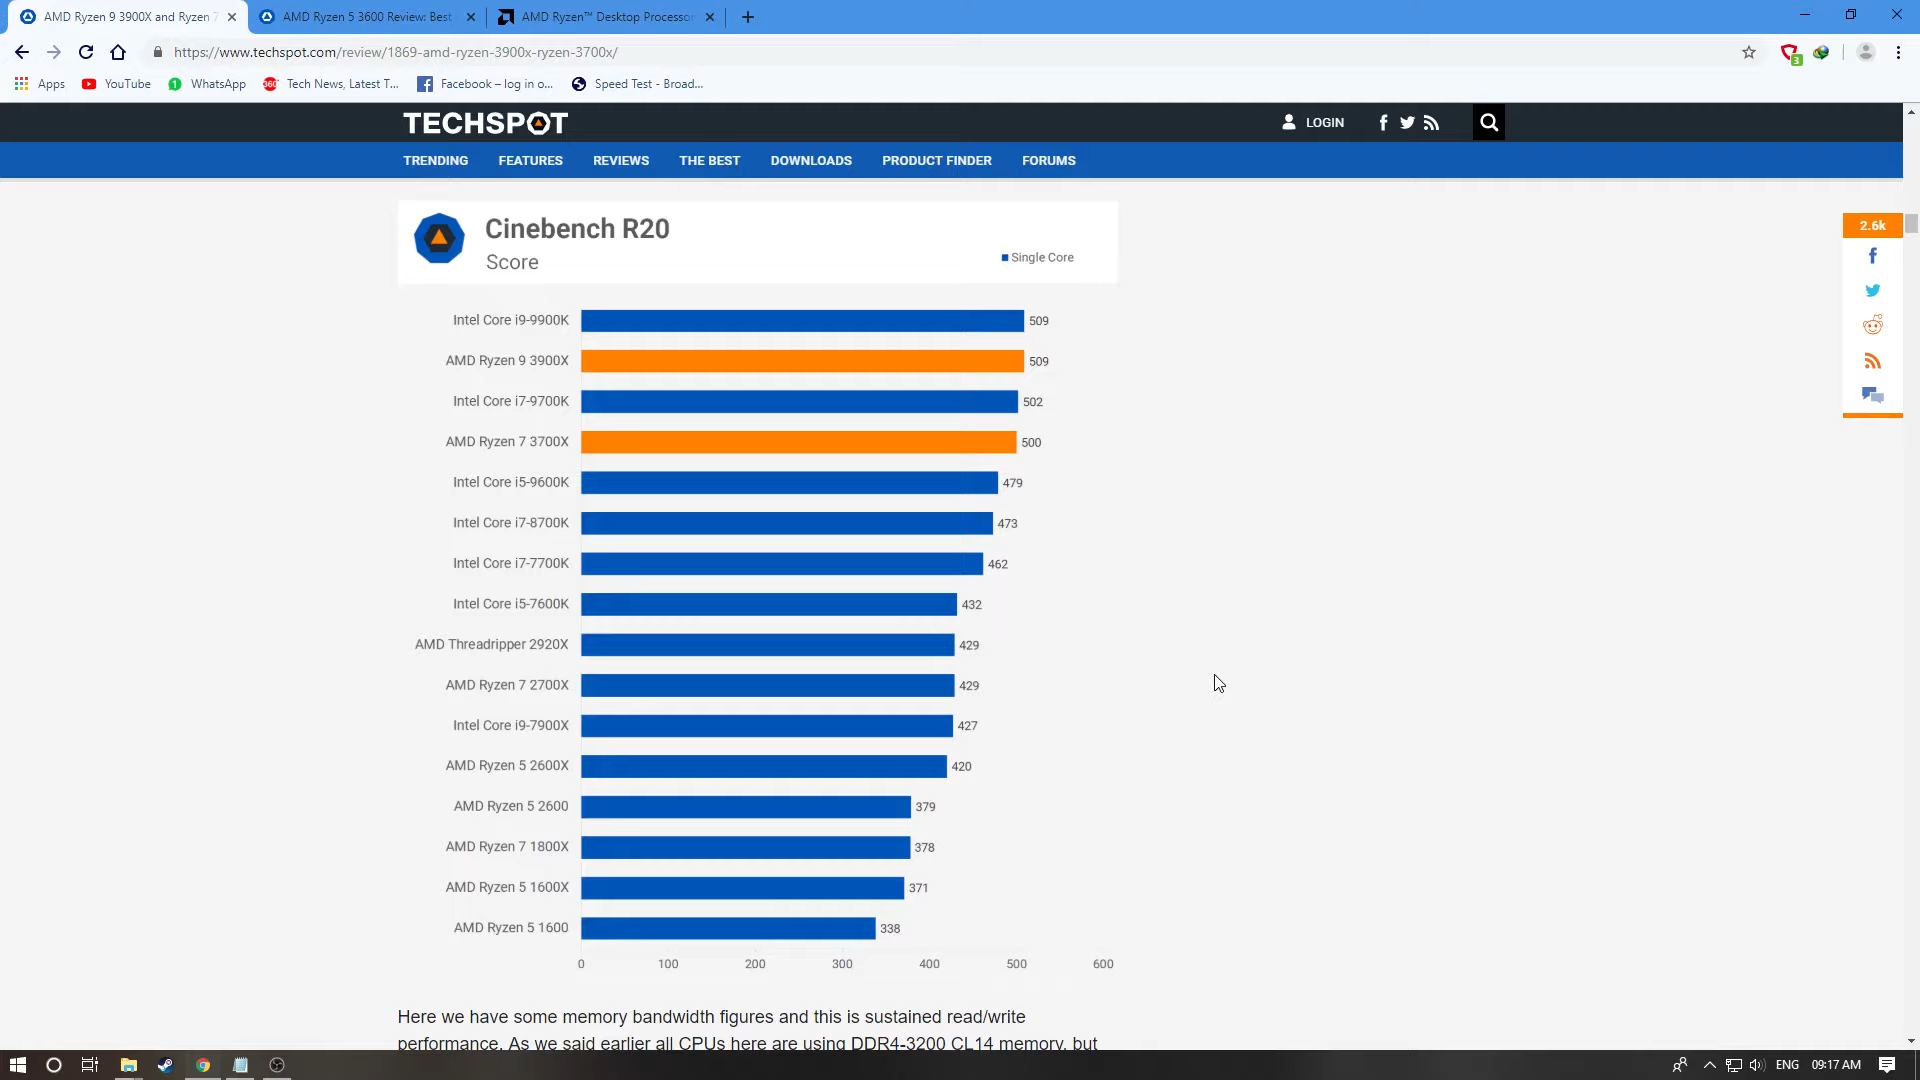 AMD Ryzen 9 3900X and Ryzen 7
AMD Ryzen 5 3600 Review: Best
AMD Ryzen™ Desktop Processor
https://www.techspot.com/review/1869-amd-ryzen-3900x-ryzen-3700x/
3
Apps
YouTube
1
WhatsApp
360
Tech News, Latest T...
Facebook – log in o...
Speed Test - Broad...
TECHSPOT
LOGIN
TRENDING
FEATURES
REVIEWS
THE BEST
DOWNLOADS
PRODUCT FINDER
FORUMS
2.6k
Cinebench R20
Score
Single Core
Intel Core i9-9900K 509
AMD Ryzen 9 3900X 509
Intel Core i7-9700K 502
AMD Ryzen 7 3700X 500
Intel Core i5-9600K 479
Intel Core i7-8700K 473
Intel Core i7-7700K 462
Intel Core i5-7600K 432
AMD Threadripper 2920X 429
AMD Ryzen 7 2700X 429
Intel Core i9-7900X 427
AMD Ryzen 5 2600X 420
AMD Ryzen 5 2600 379
AMD Ryzen 7 1800X 378
AMD Ryzen 5 1600X 371
AMD Ryzen 5 1600 338
0 100 200 300 400 500 600
Here we have some memory bandwidth figures and this is sustained read/write
performance. As we said earlier all CPUs here are using DDR4-3200 CL14 memory, but
ENG
09:17 AM